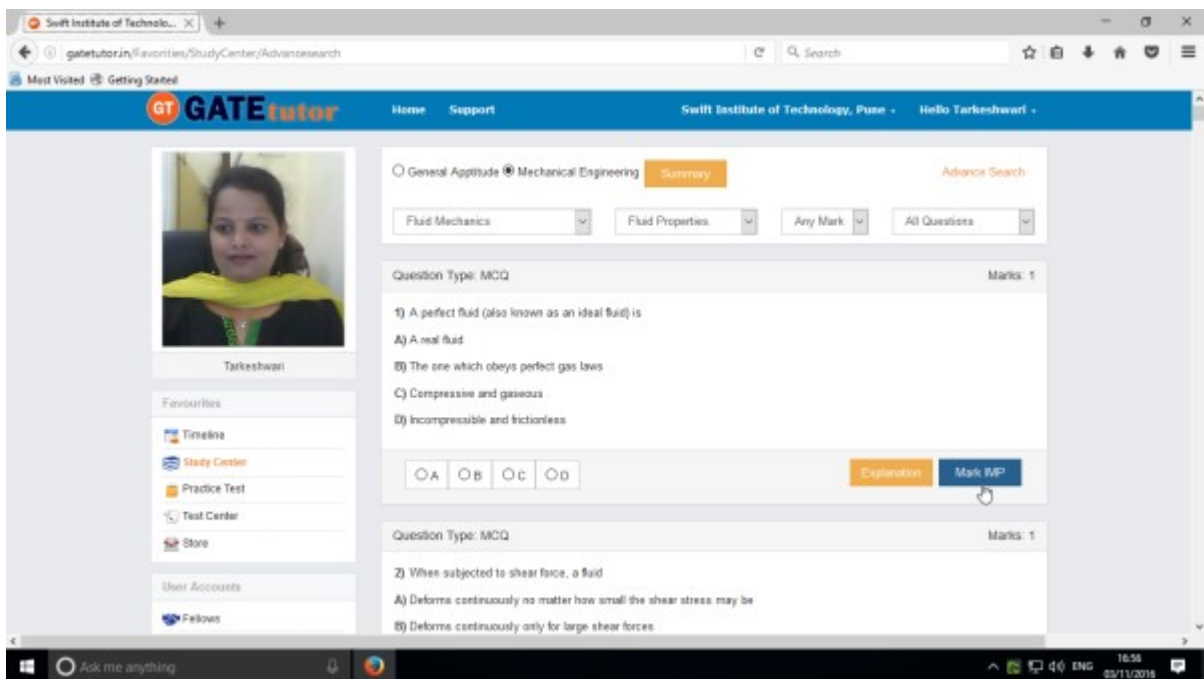 Swift Institute of Technolo...
gatetutor.in/Favorities/StudyCenter/Advancesearch
Search
Most Visited Getting Started
GT GATEtutor Home Support Swift Institute of Technology, Pune Hello Tarkeshwari
General Apptitude Mechanical Engineering Summary Advance Search
Fluid Mechanics Fluid Properties. Any Mark All Questions
Question Type: MCQ Marks: 1
1) A perfect fluid (also known as an ideal fluid) is
A) A real fluid
B) The one which obeys perfect gas laws
C) Compressive and gaseous
D) Incompressible and frictionless
A B C D Explanation Mark IMP
Question Type: MCQ Marks: 1
2) When subjected to shear force, a fluid
A) Deforms continuously no matter how small the shear stress may be
B) Deforms continuously only for large shear forces
Tarkeshwari
Favourites
Timeline
Study Center
Practice Test
Test Center
Store
User Accounts
Fellows
Ask me anything
ENG
16:56
03/11/2016